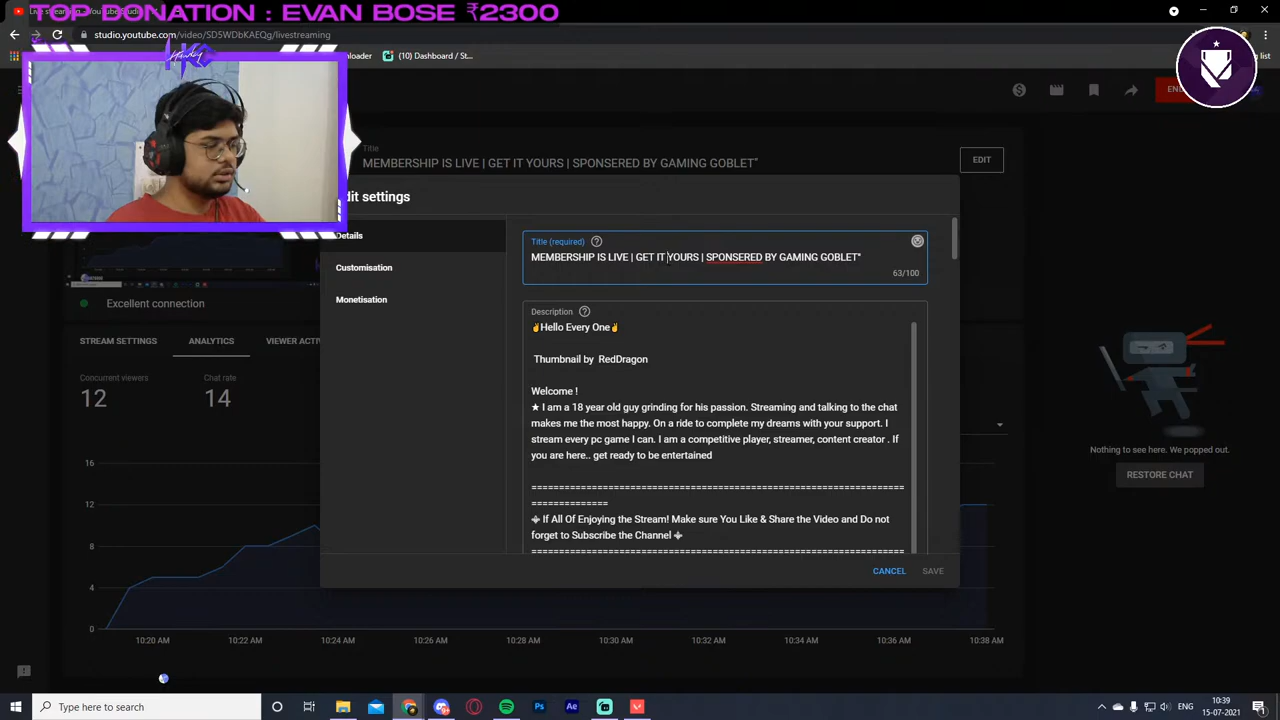 TOP DONATION : EVAN BOSE ₹2300
studio.youtube.com/video/SD5WDbKAEQg/livestreaming
(10) Dashboard / St...
Title
MEMBERSHIP IS LIVE | GET IT YOURS | SPONSERED BY GAMING GOBLET"
EDIT
Details
Customisation
Monetisation
Title (required)
MEMBERSHIP IS LIVE | GET IT YOURS | SPONSERED BY GAMING GOBLET"
63/100
Description
✌Hello Every One✌
Thumbnail by RedDragon
Welcome !
★ I am a 18 year old guy grinding for his passion. Streaming and talking to the chat
makes me the most happy. On a ride to complete my dreams with your support. I
stream every pc game I can. I am a competitive player, streamer, content creator . If
you are here.. get ready to be entertained
==================================================================
==============
If All Of Enjoying the Stream! Make sure You Like & Share the Video and Do not
forget to Subscribe the Channel
==================================================================
CANCEL
SAVE
Excellent connection
STREAM SETTINGS
ANALYTICS
Concurrent viewers
12
Chat rate
14
16
12
8
4
0
10:20 AM
10:22 AM
10:24 AM
10:26 AM
10:28 AM
10:30 AM
10:32 AM
10:34 AM
10:36 AM
10:38 AM
Nothing to see here. We popped out.
RESTORE CHAT
Type here to search
ENG
10:39
15-07-2021